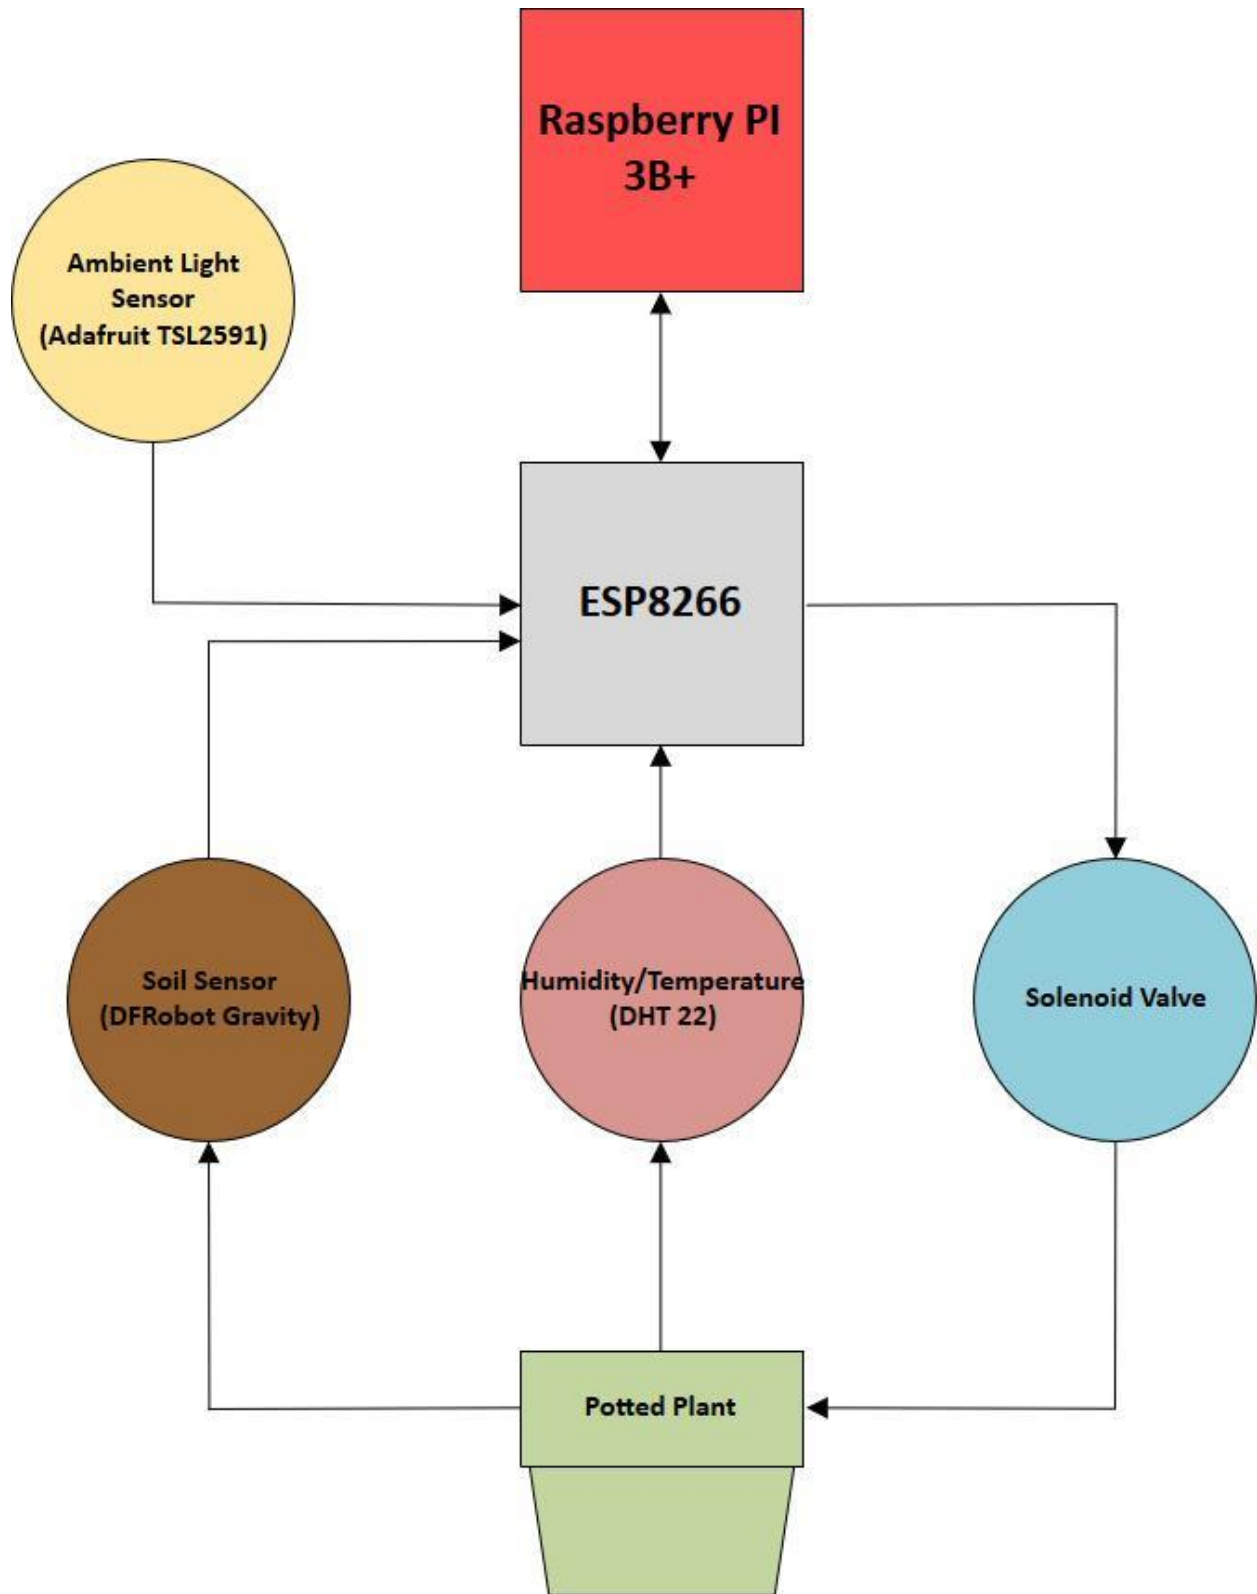 Raspberry PI
3B+
Ambient Light
Sensor
(Adafruit TSL2591)
ESP8266
Soil Sensor
(DFRobot Gravity)
Humidity/Temperature
(DHT 22)
Solenoid Valve
Potted Plant